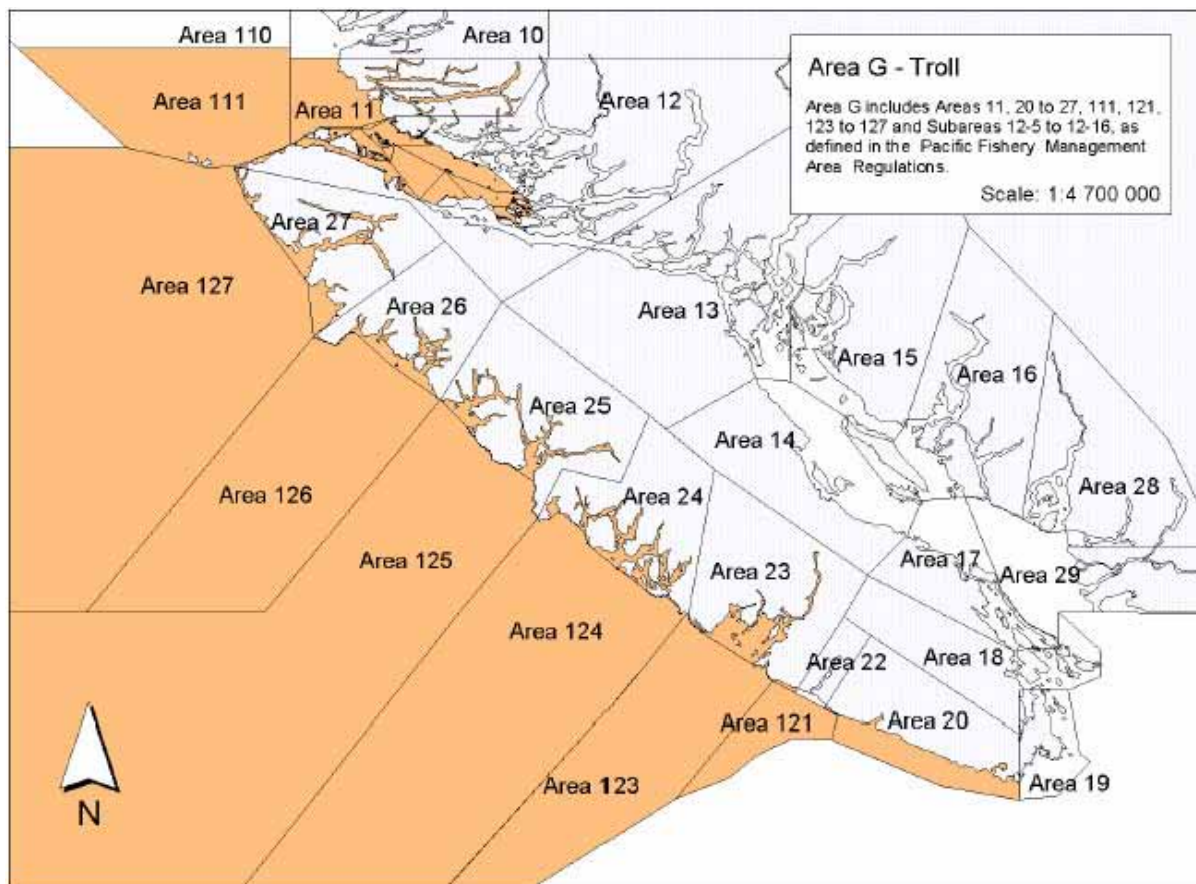 Area 110
Area 10
Area G - Troll
Area G includes Areas 11, 20 to 27, 111, 121,
123 to 127 and Subareas 12-5 to 12-16, as
defined in the Pacific Fishery Management
Area Regulations.
Scale: 1:4 700 000
Area 111
Area 11
Area 12
Area 27
Area 127
Area 26
Area 13
Area 15
Area 16
Area 25
Area 14
Area 126
Area 24
Area 28
Area 125
Area 23
Area 17
Area 29
Area 124
Area 22
Area 18
Area 121
Area 20
Area 123
Area 19
N